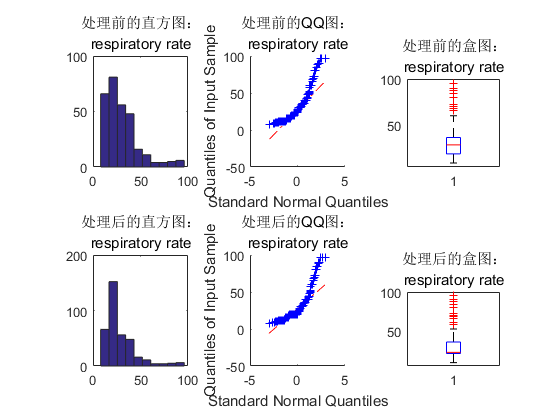 处理前的直方图：
respiratory rate
100
50
0
0
50
100
处理前的QQ图：
respiratory rate
Quantiles of Input Sample
100
50
0
-50
-5
0
5
Standard Normal Quantiles
处理前的盒图：
respiratory rate
100
50
1
处理后的直方图：
respiratory rate
200
100
0
0
50
100
处理后的QQ图：
respiratory rate
Quantiles of Input Sample
100
50
0
-50
-5
0
5
Standard Normal Quantiles
处理后的盒图：
respiratory rate
100
50
1